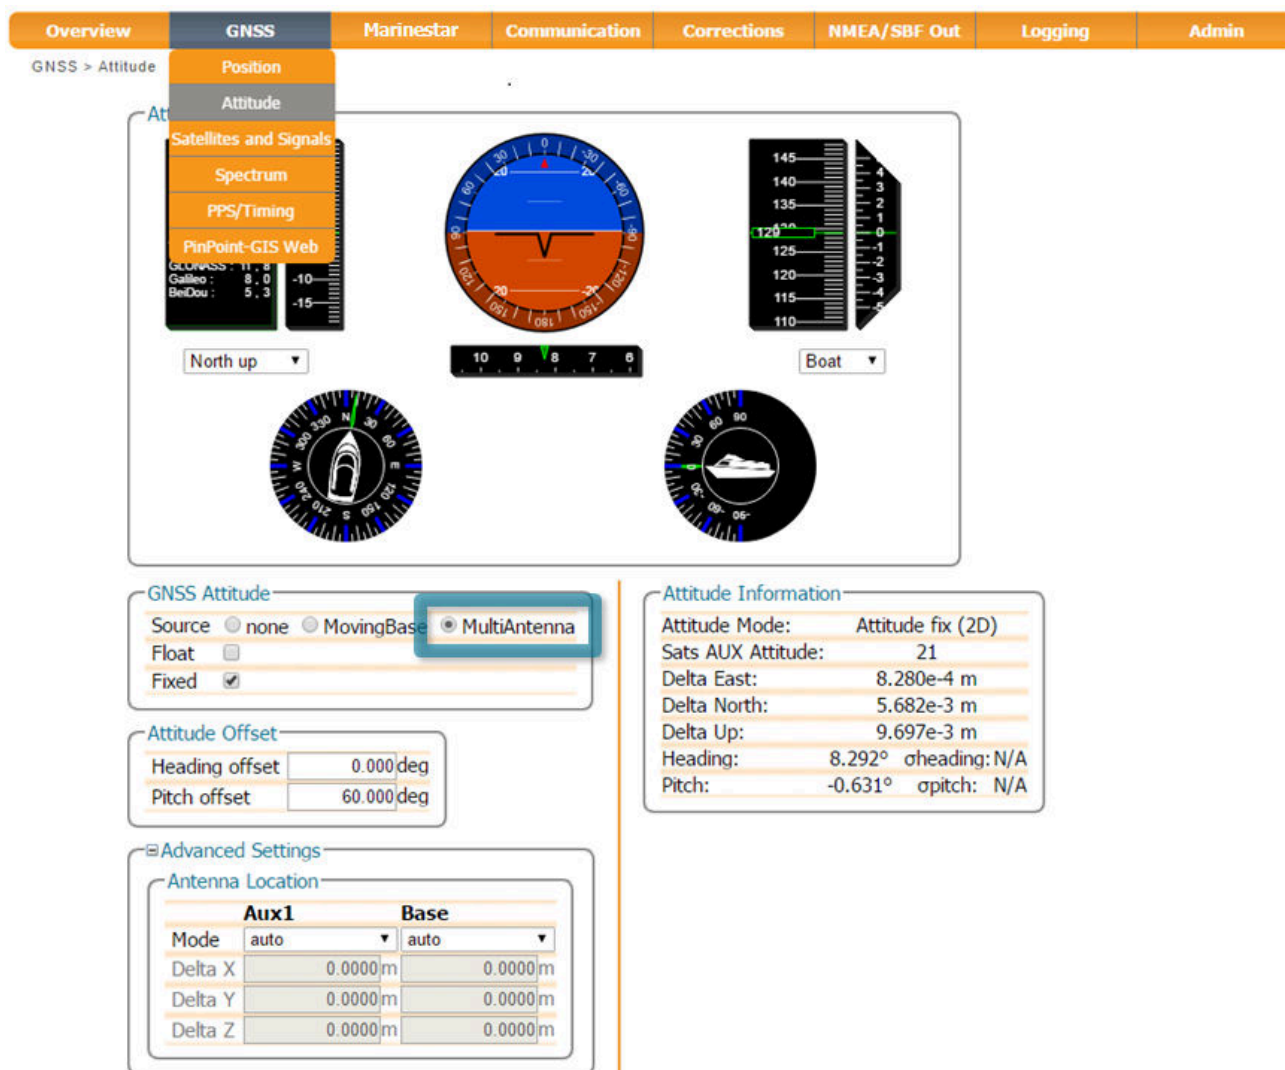 Overview GNSS Marinestar Communication Corrections NMEA/SBF Out Logging Admin
GNSS > Attitude
Position
Attitude
Satellites and Signals
Spectrum
PPS/Timing
PinPoint-GIS Web
At
GLONASS : 11 , 8
Galileo : 8 , 0
BeiDou : 5 , 3
-10
-15
0 30 60 90 120 150 180 150 -120 -90 -60 -30
20 20
-20 -20
145
140
135
130
129
125
120
115
110
4
3
2
1
0
-1
-2
-3
-4
-5
North up
10 9 8 7 6
Boat
N 30 60 E 120 150 S 210 240 W 300 330
90 60 30 0 -30 -60 -90
GNSS Attitude
Source none MovingBase MultiAntenna
Float
Fixed
Attitude Offset
Heading offset 0.000 deg
Pitch offset 60.000 deg
Advanced Settings
Antenna Location
Aux1 Base
Mode auto auto
Delta X 0.0000 m 0.0000 m
Delta Y 0.0000 m 0.0000 m
Delta Z 0.0000 m 0.0000 m
Attitude Information
Attitude Mode: Attitude fix (2D)
Sats AUX Attitude: 21
Delta East: 8.280e-4 m
Delta North: 5.682e-3 m
Delta Up: 9.697e-3 m
Heading: 8.292° σheading: N/A
Pitch: -0.631° σpitch: N/A